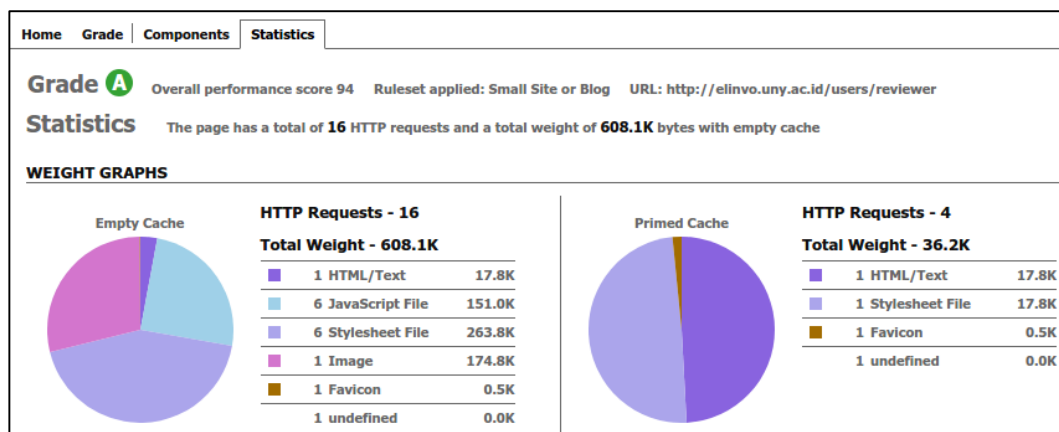 Home Grade Components Statistics
Grade A Overall performance score 94 Ruleset applied: Small Site or Blog URL: http://elinvo.uny.ac.id/users/reviewer
Statistics The page has a total of 16 HTTP requests and a total weight of 608.1K bytes with empty cache
WEIGHT GRAPHS
Empty Cache
HTTP Requests - 16
Total Weight - 608.1K
1 HTML/Text 17.8K
6 JavaScript File 151.0K
6 Stylesheet File 263.8K
1 Image 174.8K
1 Favicon 0.5K
1 undefined 0.0K
Primed Cache
HTTP Requests - 4
Total Weight - 36.2K
1 HTML/Text 17.8K
1 Stylesheet File 17.8K
1 Favicon 0.5K
1 undefined 0.0K